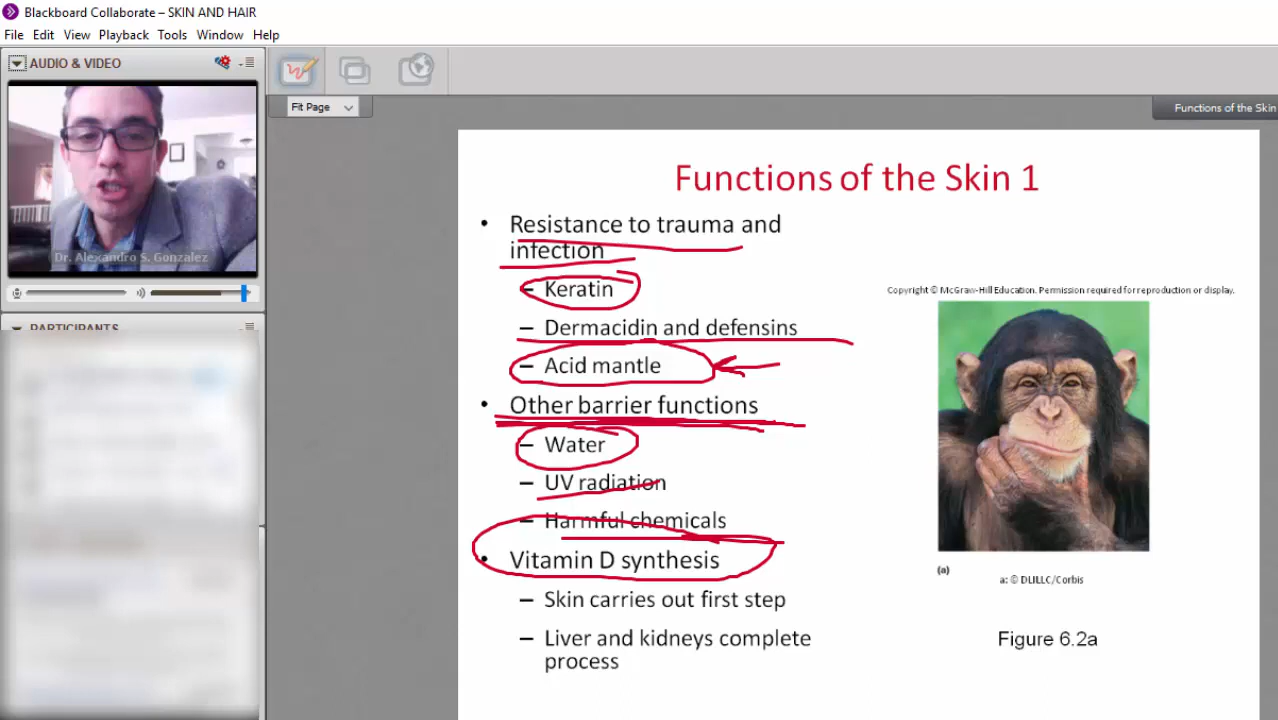 Blackboard Collaborate – SKIN AND HAIR
File Edit View Playback Tools Window Help
AUDIO & VIDEO
Dr. Alexandro S. Gonzalez
PARTICIPANTS
Fit Page
Functions of the Skin
Functions of the Skin 1
• Resistance to trauma and
infection
– Keratin
– Dermacidin and defensins
– Acid mantle
• Other barrier functions
– Water
– UV radiation
– Harmful chemicals
• Vitamin D synthesis
– Skin carries out first step
– Liver and kidneys complete
process
Copyright © McGraw-Hill Education. Permission required for reproduction or display.
(a)
a: © DLILLC/Corbis
Figure 6.2a